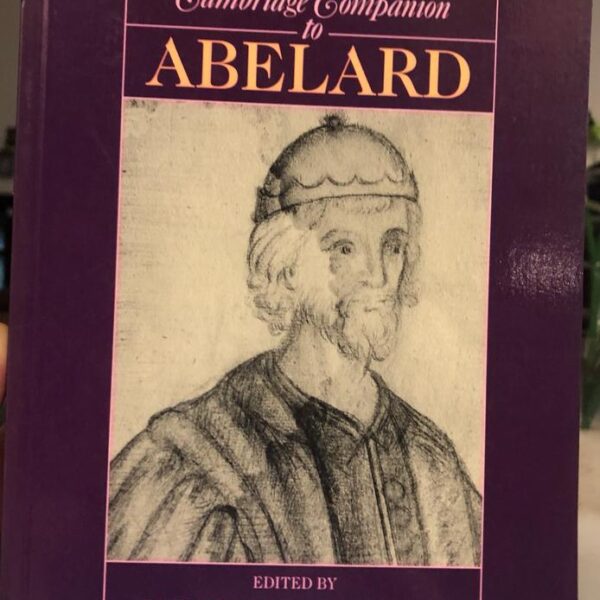 Cambridge Companion
to
ABELARD
EDITED BY